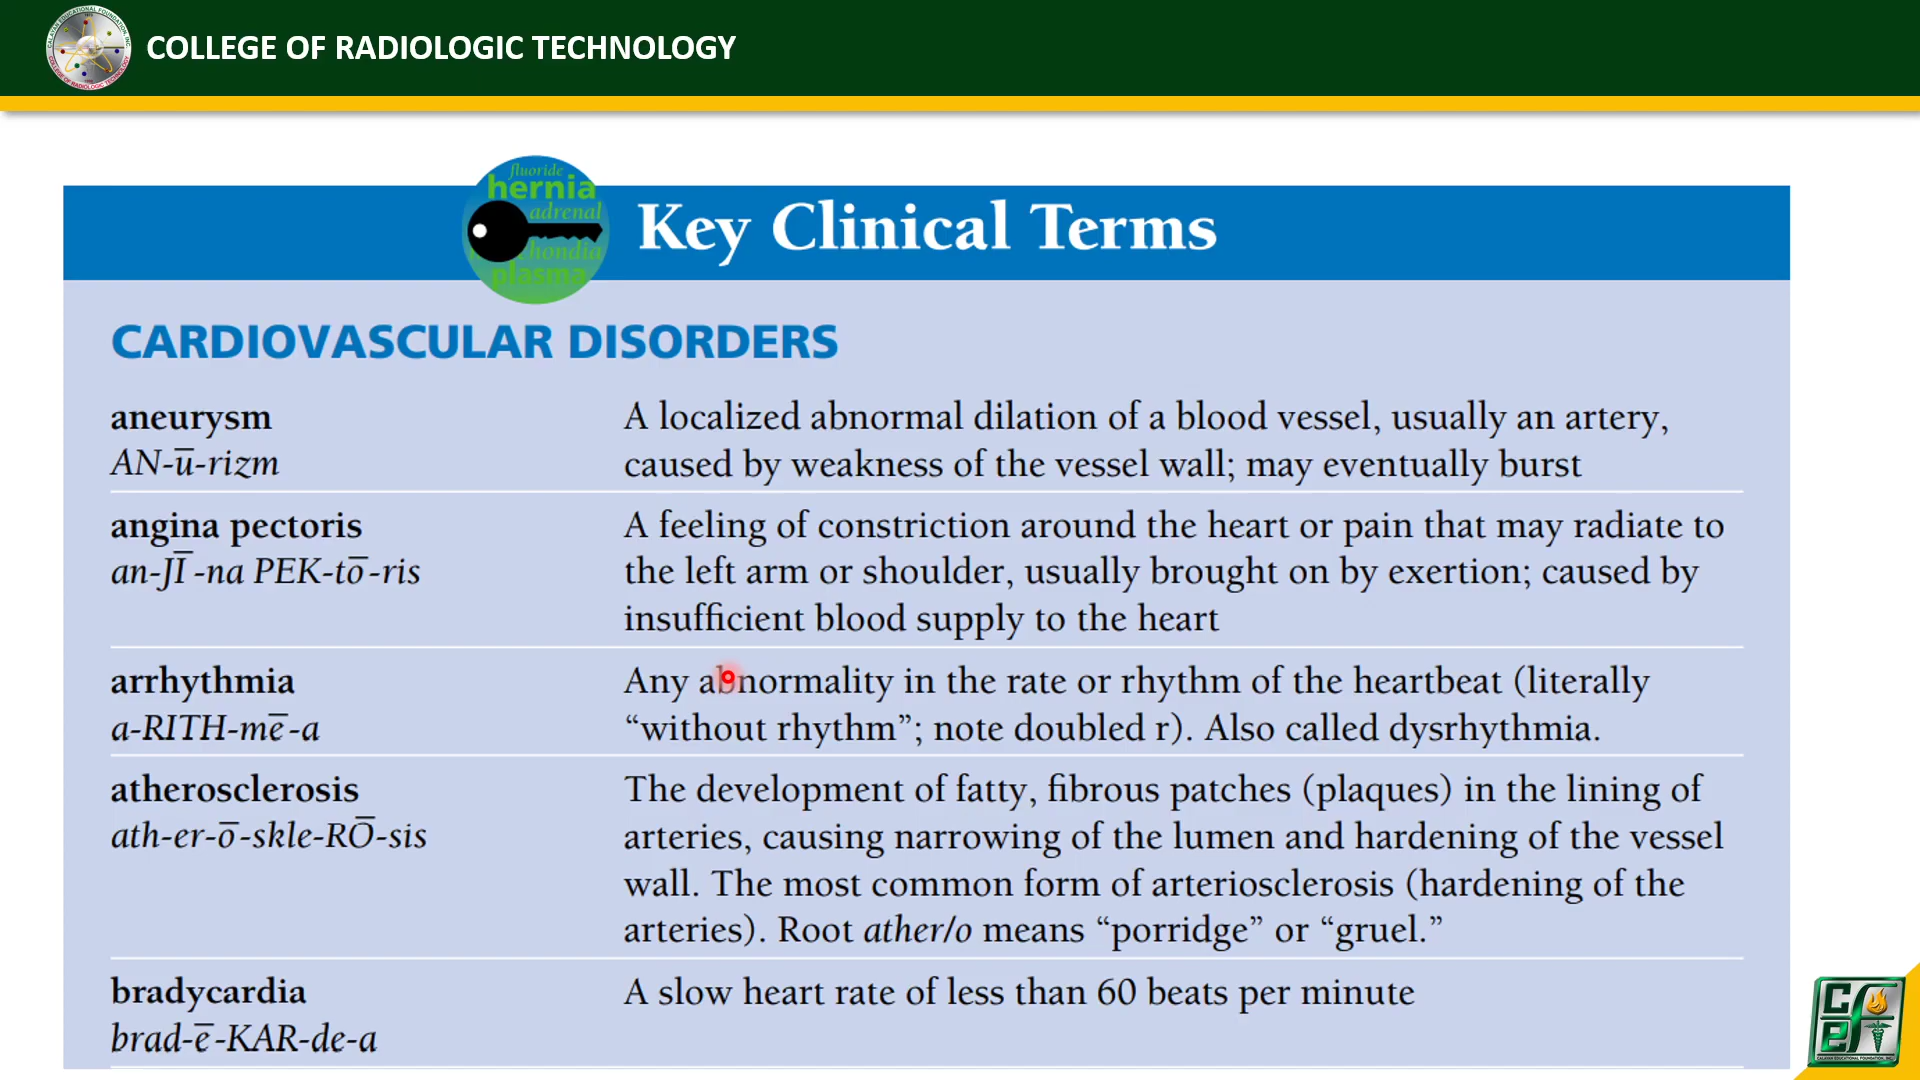 COLLEGE OF RADIOLOGIC TECHNOLOGY
fluoride
hernia
adrenal
hondia
plasma
Key Clinical Terms
CARDIOVASCULAR DISORDERS
aneurysm
AN-ū-rizm
A localized abnormal dilation of a blood vessel, usually an artery,
caused by weakness of the vessel wall; may eventually burst
angina pectoris
an-JĪ-na PEK-tō-ris
A feeling of constriction around the heart or pain that may radiate to
the left arm or shoulder, usually brought on by exertion; caused by
insufficient blood supply to the heart
arrhythmia
a-RITH-mē-a
Any abnormality in the rate or rhythm of the heartbeat (literally
“without rhythm”; note doubled r). Also called dysrhythmia.
atherosclerosis
ath-er-ō-skle-RŌ-sis
The development of fatty, fibrous patches (plaques) in the lining of
arteries, causing narrowing of the lumen and hardening of the vessel
wall. The most common form of arteriosclerosis (hardening of the
arteries). Root ather/o means “porridge” or “gruel.”
bradycardia
brad-ē-KAR-de-a
A slow heart rate of less than 60 beats per minute
CALAYAN EDUCATIONAL FOUNDATION, INC.